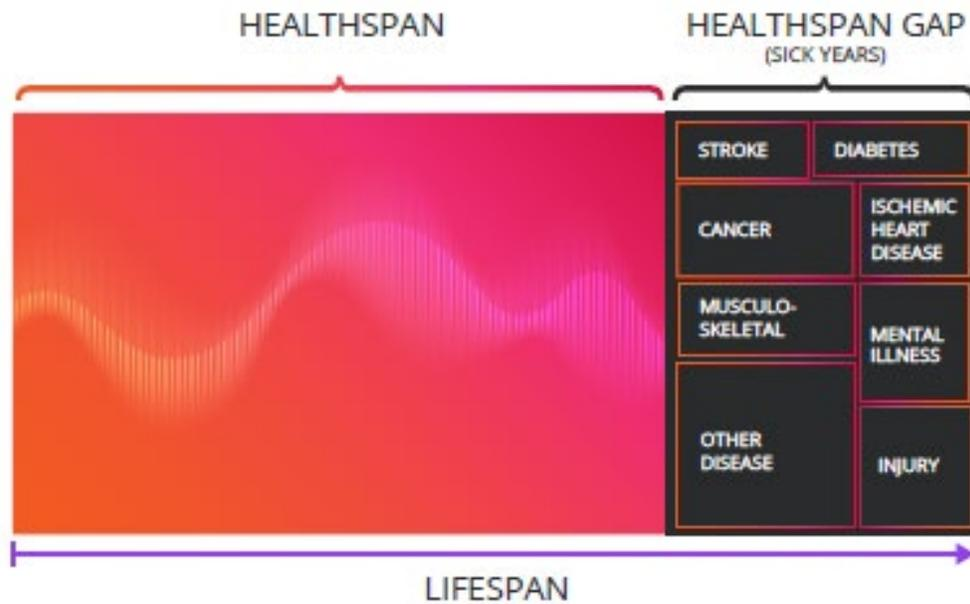 HEALTHSPAN
HEALTHSPAN GAP
(SICK YEARS)
STROKE
DIABETES
CANCER
ISCHEMIC
HEART
DISEASE
MUSCULO-
SKELETAL
MENTAL
ILLNESS
OTHER
DISEASE
INJURY
LIFESPAN